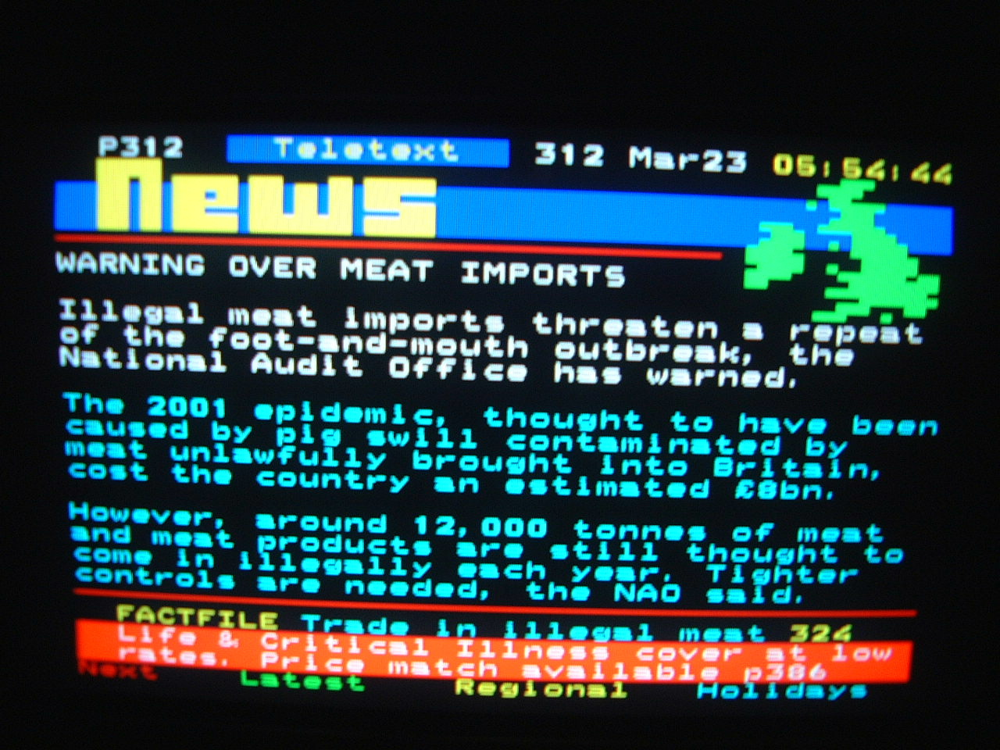 P312 Teletext 312 Mar23 05:54:44
News
WARNING OVER MEAT IMPORTS
Illegal meat imports threaten a repeat
of the foot-and-mouth outbreak, the
National Audit Office has warned.
The 2001 epidemic, thought to have been
caused by pig swill contaminated by
meat unlawfully brought into Britain,
cost the country an estimated £8bn.
However, around 12,000 tonnes of meat
and meat products are still thought to
come in illegally each year. Tighter
controls are needed, the NAO said.
FACTFILE Trade in illegal meat 324
Life & Critical Illness cover at low
rates. Price match available p386
Next Latest Regional Holidays